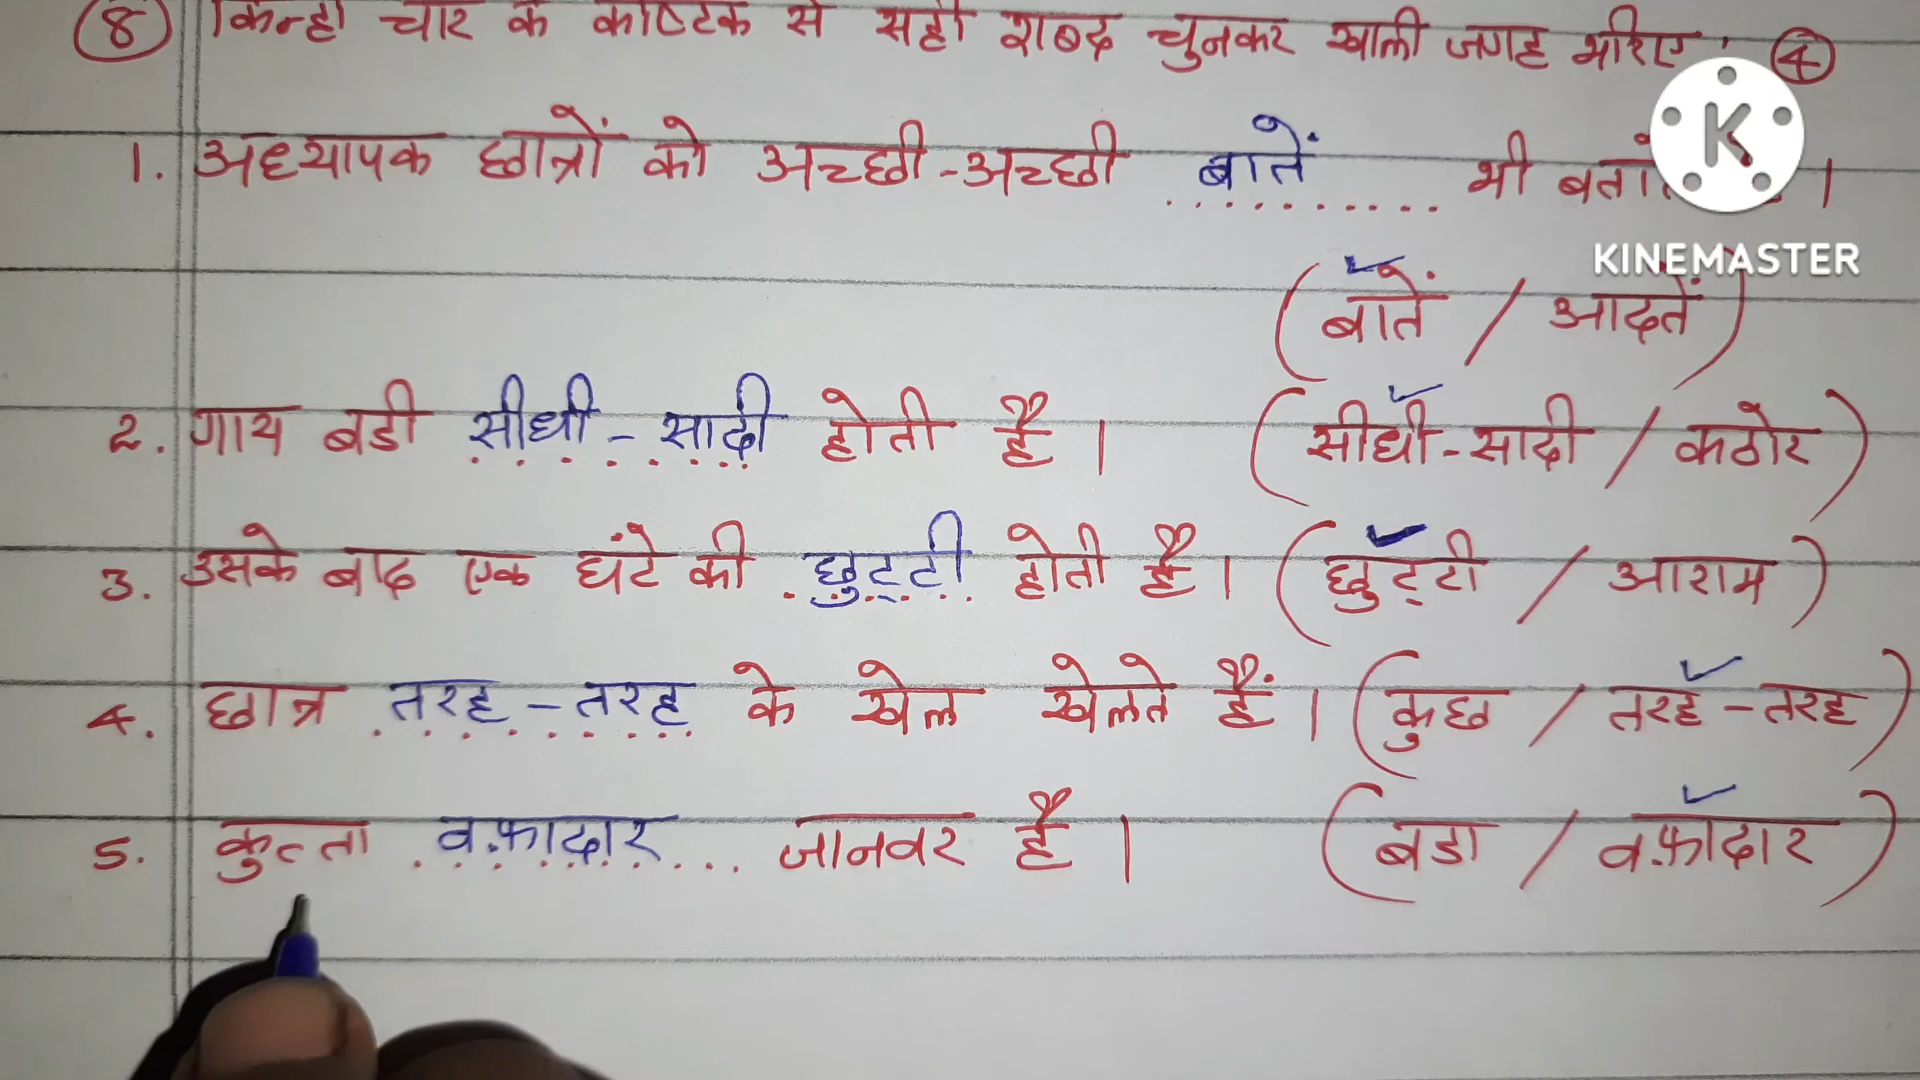 8 किन्हीं चार के कोष्टक से सही शब्द चुनकर खाली जगह भरिए. 4
1. अध्यापक छात्रों को अच्छी-अच्छी बातें .......... भी
KINEMASTER
(बातें / आदतें)
2. गाय बडी सीधी-सादी होती है । (सीधी-सादी / कठोर)
3. उसके बाद एक घंटे की छुट्टी होती है । (छुट्टी / आराम)
4. छात्र तरह-तरह के खेल खेलते हैं । (कुछ / तरह-तरह)
5. कुत्ता वफ़ादार ... जानवर है । (बडा / वफ़ादार)